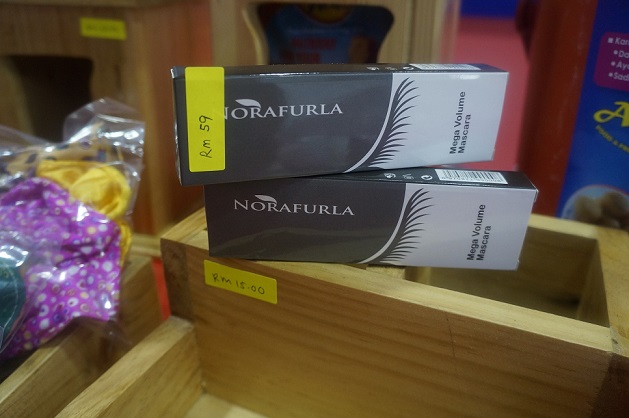 RM 59
NORAFURLA
Mega Volume
Mascara
NORAFURLA
Mega Volume
Mascara
RM 15.00